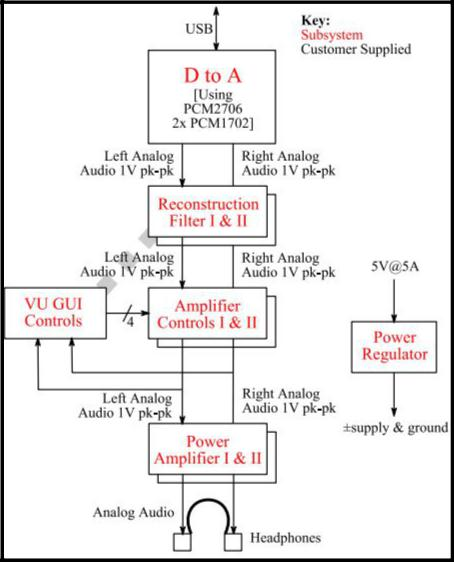 USB
Key:
Subsystem
Customer Supplied
D to A
[Using
PCM2706
2x PCM1702]
Left Analog
Audio 1V pk-pk
Right Analog
Audio 1V pk-pk
Reconstruction
Filter I & II
Left Analog
Audio 1V pk-pk
Right Analog
Audio 1V pk-pk
5V@5A
VU GUI
Controls
4
Amplifier
Controls I & II
Power
Regulator
Left Analog
Audio 1V pk-pk
Right Analog
Audio 1V pk-pk
±supply & ground
Power
Amplifier I & II
Analog Audio
Headphones